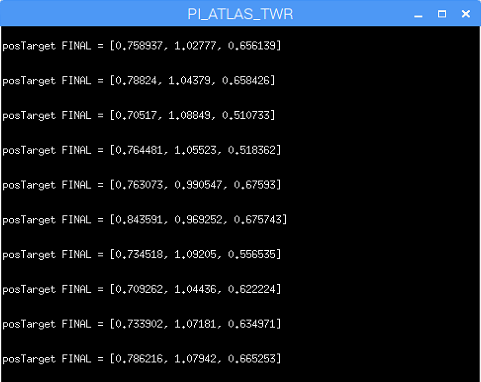 PI_ATLAS_TWR
posTarget FINAL = [0.758937, 1.02777, 0.656139]
posTarget FINAL = [0.78824, 1.04379, 0.658426]
posTarget FINAL = [0.70517, 1.08849, 0.510733]
posTarget FINAL = [0.764481, 1.05523, 0.518362]
posTarget FINAL = [0.763073, 0.990547, 0.67593]
posTarget FINAL = [0.843591, 0.969252, 0.675743]
posTarget FINAL = [0.734518, 1.09205, 0.556535]
posTarget FINAL = [0.709262, 1.04436, 0.622224]
posTarget FINAL = [0.733902, 1.07181, 0.634971]
posTarget FINAL = [0.786216, 1.07942, 0.665253]